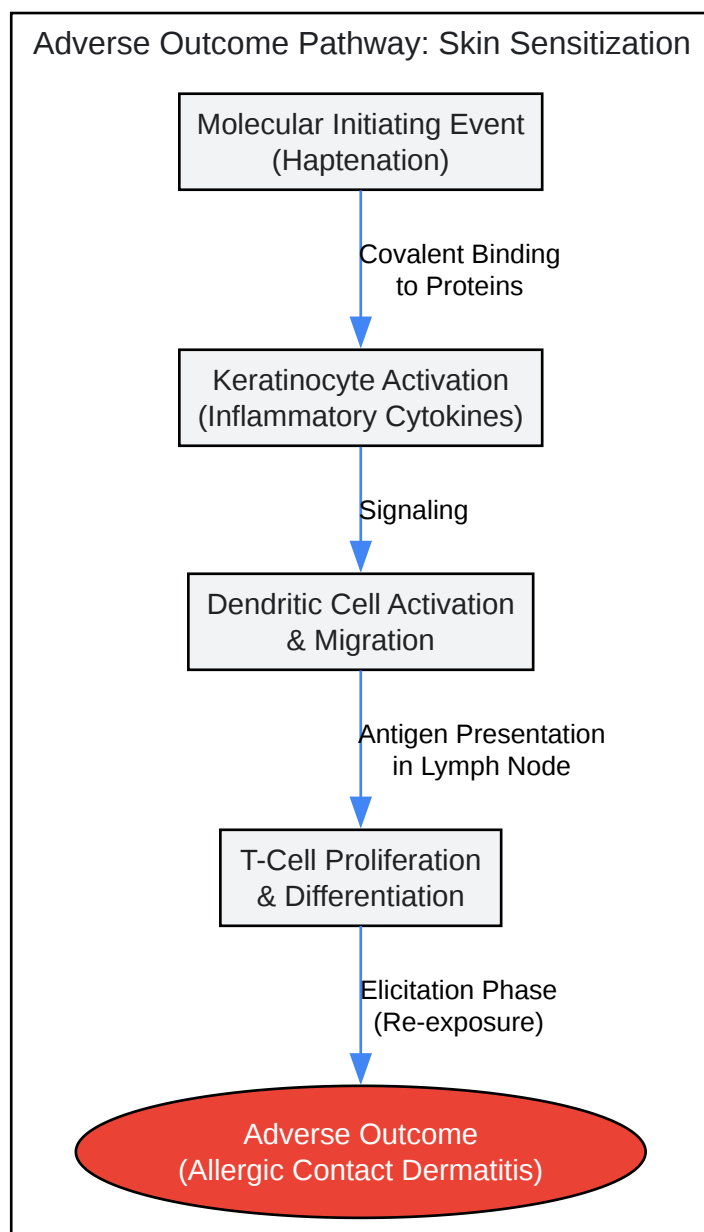 Adverse Outcome Pathway: Skin Sensitization
Molecular Initiating Event
(Haptenation)
Covalent Binding
to Proteins
Keratinocyte Activation
(Inflammatory Cytokines)
Signaling
Dendritic Cell Activation
& Migration
Antigen Presentation
in Lymph Node
T-Cell Proliferation
& Differentiation
Elicitation Phase
(Re-exposure)
Adverse Outcome
(Allergic Contact Dermatitis)